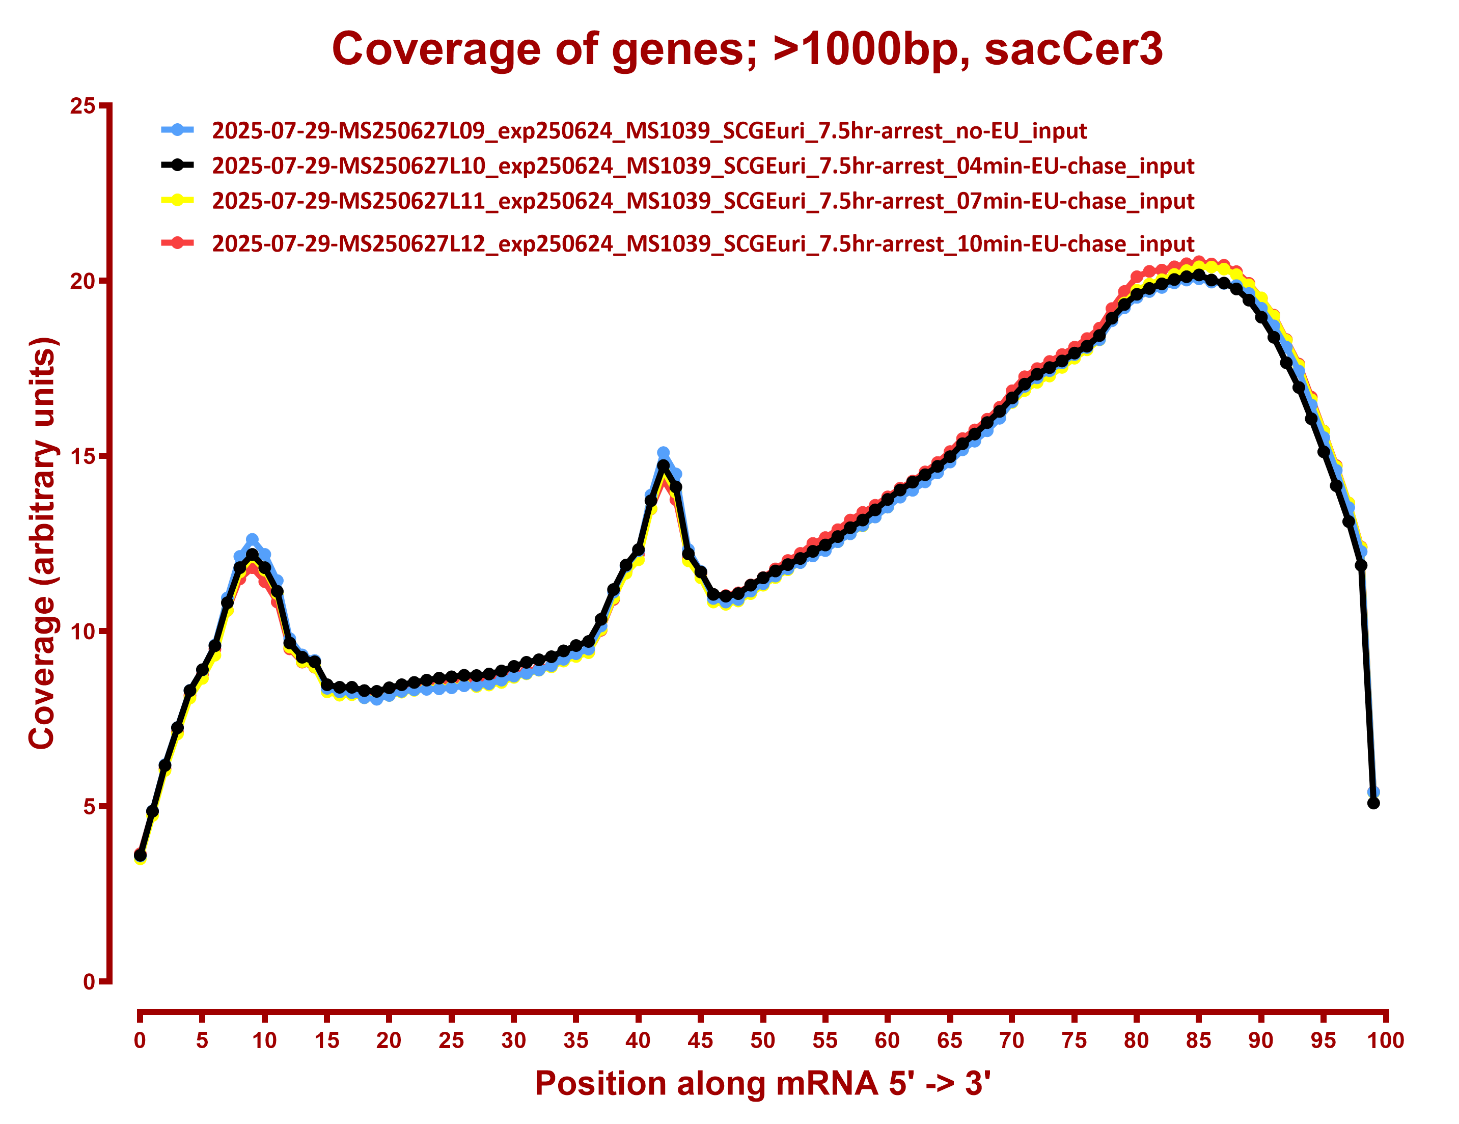 Coverage of genes; >1000bp, sacCer3
25
2025-07-29-MS250627L09_exp250624_MS1039_SCGEuri_7.5hr-arrest_no-EU_input
2025-07-29-MS250627L10_exp250624_MS1039_SCGEuri_7.5hr-arrest_04min-EU-chase_input
2025-07-29-MS250627L11_exp250624_MS1039_SCGEuri_7.5hr-arrest_07min-EU-chase_input
2025-07-29-MS250627L12_exp250624_MS1039_SCGEuri_7.5hr-arrest_10min-EU-chase_input
20
15
10
5
0
Coverage (arbitrary units)
0 5 10 15 20 25 30 35 40 45 50 55 60 65 70 75 80 85 90 95 100
Position along mRNA 5' -> 3'